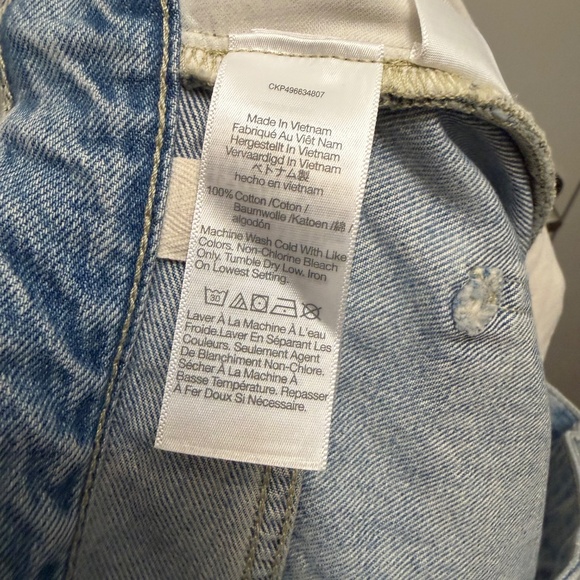 CKP496634807
Made In Vietnam
Fabriqué Au Việt Nam
Hergestellt In Vietnam
Vervaardigd In Vietnam
ベトナム製
hecho en vietnam
100% Cotton /Coton /
Baumwolle /Katoen /綿 /
algodón
Machine Wash Cold With Like
Colors. Non-Chlorine Bleach
Only. Tumble Dry Low. Iron
On Lowest Setting.
30
Laver À La Machine À L'eau
Froide.Laver En Séparant Les
Couleurs. Seulement Agent
De Blanchiment Non-Chlore.
Sécher À La Machine À
Basse Température. Repasser
À Fer Doux Si Nécessaire.